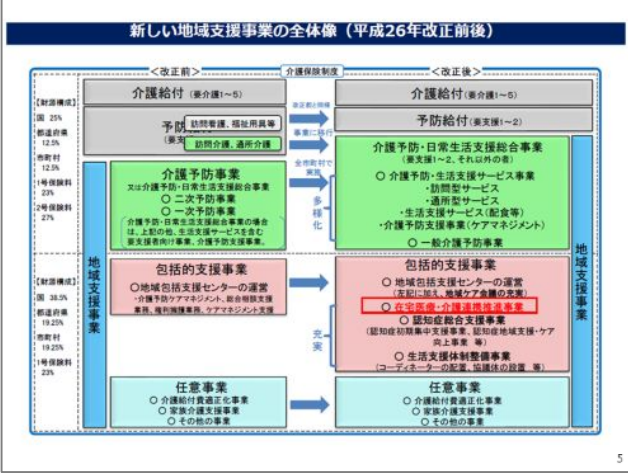 新しい地域支援事業の全体像（平成26年改正前後）
＜改正前＞
介護保険制度
＜改正後＞
【財源構成】
国 25%
都道府県
12.5%
市町村
12.5%
1号保険料
23%
2号保険料
27%
介護給付（要介護1～5）
予防給付
訪問看護、福祉用具等
訪問介護、通所介護
介護予防事業
又は介護予防・日常生活支援総合事業
○ 二次予防事業
○ 一次予防事業
介護予防・日常生活支援総合事業の場合
は、上記の他、生活支援サービスを含む
要支援者向け事業、介護予防支援事業。
改正前と同様
事業に移行
全市町村で
実施
多様化
介護給付（要介護1～5）
予防給付（要支援1～2）
介護予防・日常生活支援総合事業
（要支援1～2、それ以外の者）
○ 介護予防・生活支援サービス事業
・訪問型サービス
・通所型サービス
・生活支援サービス（配食等）
・介護予防支援事業（ケアマネジメント）
○ 一般介護予防事業
地域支援事業
【財源構成】
国 38.5%
都道府県
19.25%
市町村
19.25%
1号保険料
23%
包括的支援事業
○地域包括支援センターの運営
・介護予防ケアマネジメント、総合相談支援
業務、権利擁護業務、ケアマネジメント支援
充実
包括的支援事業
○ 地域包括支援センターの運営
（左記に加え、地域ケア会議の充実）
○ 在宅医療・介護連携推進事業
○ 認知症総合支援事業
（認知症初期集中支援事業、認知症地域支援・ケア
向上事業 等）
○ 生活支援体制整備事業
（コーディネーターの配置、協議体の設置 等）
地域支援事業
任意事業
○ 介護給付費適正化事業
○ 家族介護支援事業
○ その他の事業
任意事業
○ 介護給付費適正化事業
○ 家族介護支援事業
○ その他の事業
5